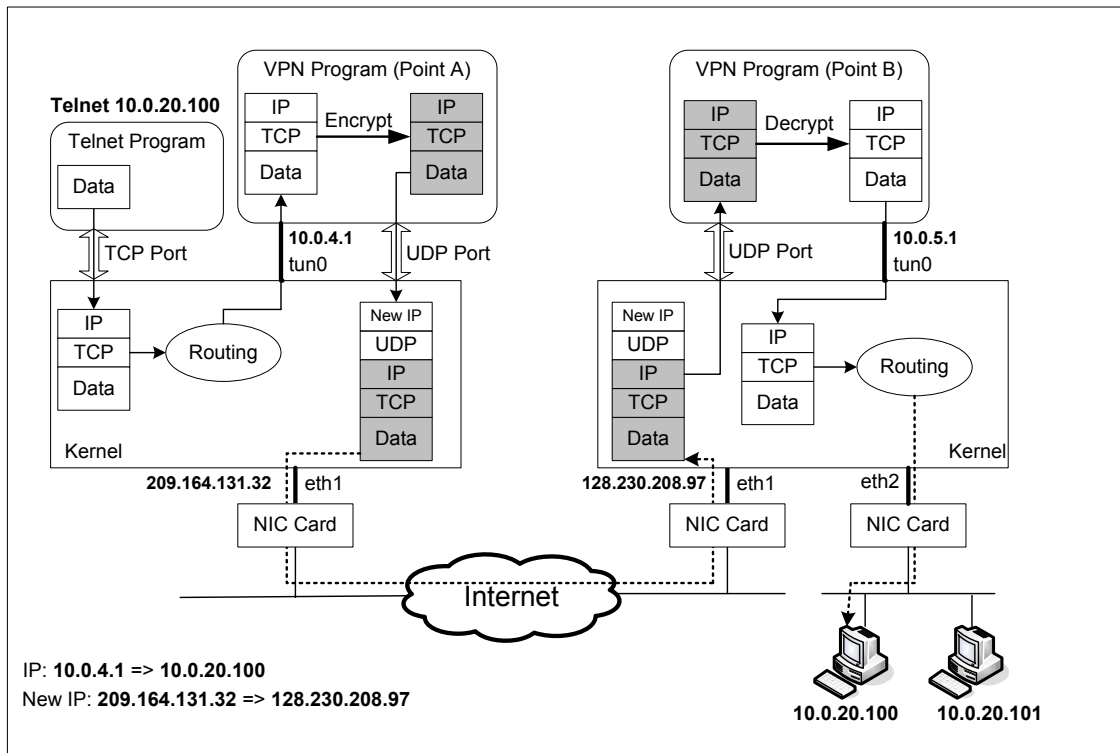 VPN Program (Point A)
IP
TCP
Data
Encrypt
IP
TCP
Data
Telnet 10.0.20.100
Telnet Program
Data
TCP Port
10.0.4.1
tun0
UDP Port
IP
TCP
Data
Routing
New IP
UDP
IP
TCP
Data
Kernel
209.164.131.32
eth1
NIC Card
VPN Program (Point B)
IP
TCP
Data
Decrypt
IP
TCP
Data
UDP Port
10.0.5.1
tun0
New IP
UDP
IP
TCP
Data
IP
TCP
Data
Routing
Kernel
128.230.208.97
eth1
eth2
NIC Card
NIC Card
Internet
10.0.20.100
10.0.20.101
IP: 10.0.4.1 => 10.0.20.100
New IP: 209.164.131.32 => 128.230.208.97